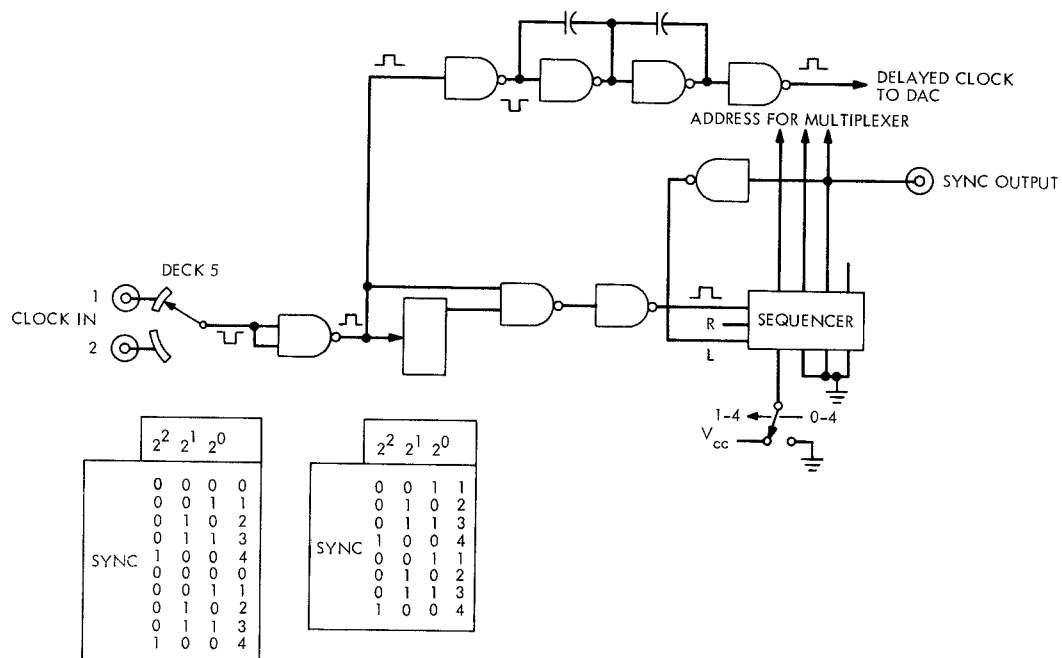 DELAYED CLOCK
TO DAC
ADDRESS FOR MULTIPLEXER
SYNC OUTPUT
DECK 5
1
CLOCK IN
2
R
SEQUENCER
L
1-4
0-4
Vcc
2² 2¹ 2⁰
0 0 0 0
0 0 1 1
0 1 0 2
0 1 1 3
SYNC 1 0 0 4
0 0 0 0
0 0 1 1
0 1 0 2
0 1 1 3
1 0 0 4
2² 2¹ 2⁰
0 0 1 1
0 1 0 2
0 1 1 3
SYNC 1 0 0 4
0 0 1 1
0 1 0 2
0 1 1 3
1 0 0 4